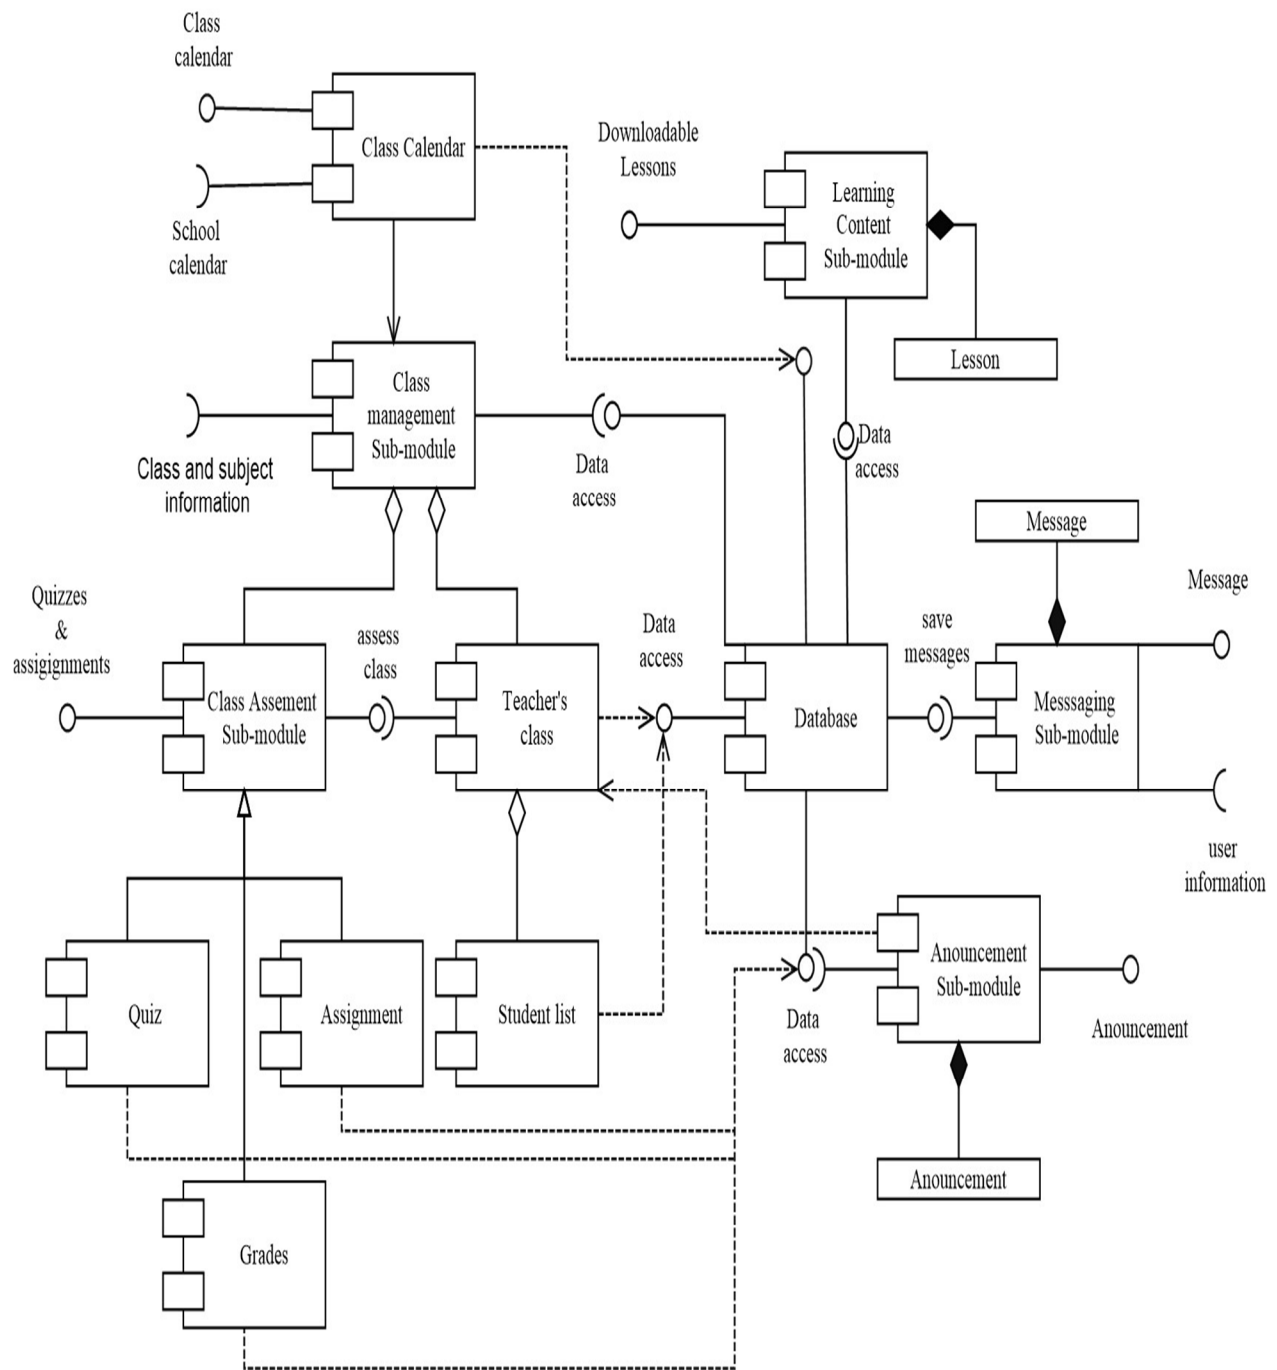 Class
calendar
Class Calendar
School
calendar
Downloadable
Lessons
Learning
Content
Sub-module
Lesson
Class
management
Sub-module
Class and subject
information
Data
access
Data
access
Message
Message
Quizzes
&
assigignments
assess
class
Data
access
save
messages
Class Assement
Sub-module
Teacher's
class
Database
Messsaging
Sub-module
user
information
Quiz
Assignment
Student list
Data
access
Anouncement
Sub-module
Anouncement
Anouncement
Grades